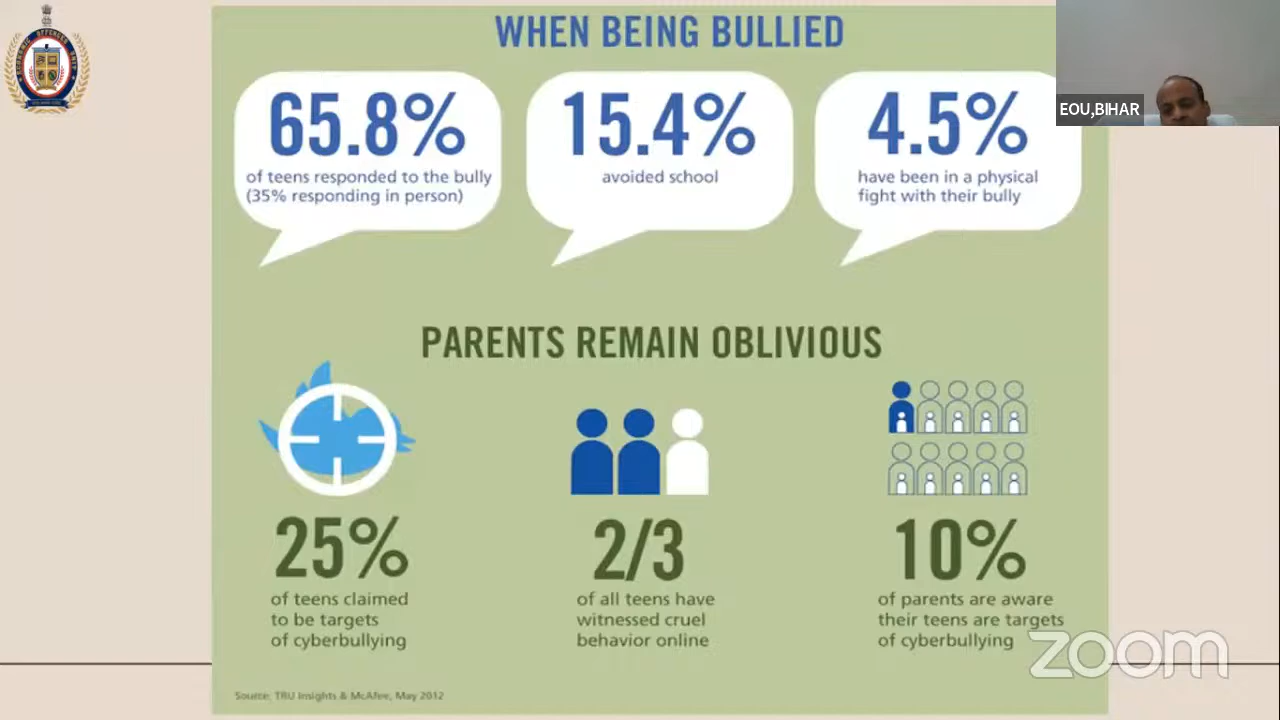 WHEN BEING BULLIED
65.8%
of teens responded to the bully
(35% responding in person)
15.4%
avoided school
4.5%
have been in a physical
fight with their bully
EOU,BIHAR
PARENTS REMAIN OBLIVIOUS
25%
of teens claimed
to be targets
of cyberbullying
2/3
of all teens have
witnessed cruel
behavior online
10%
of parents are aware
their teens are targets
of cyberbullying
zoom
Source: TRU Insights & McAfee, May 2012
ECONOMIC OFFENCES UNIT